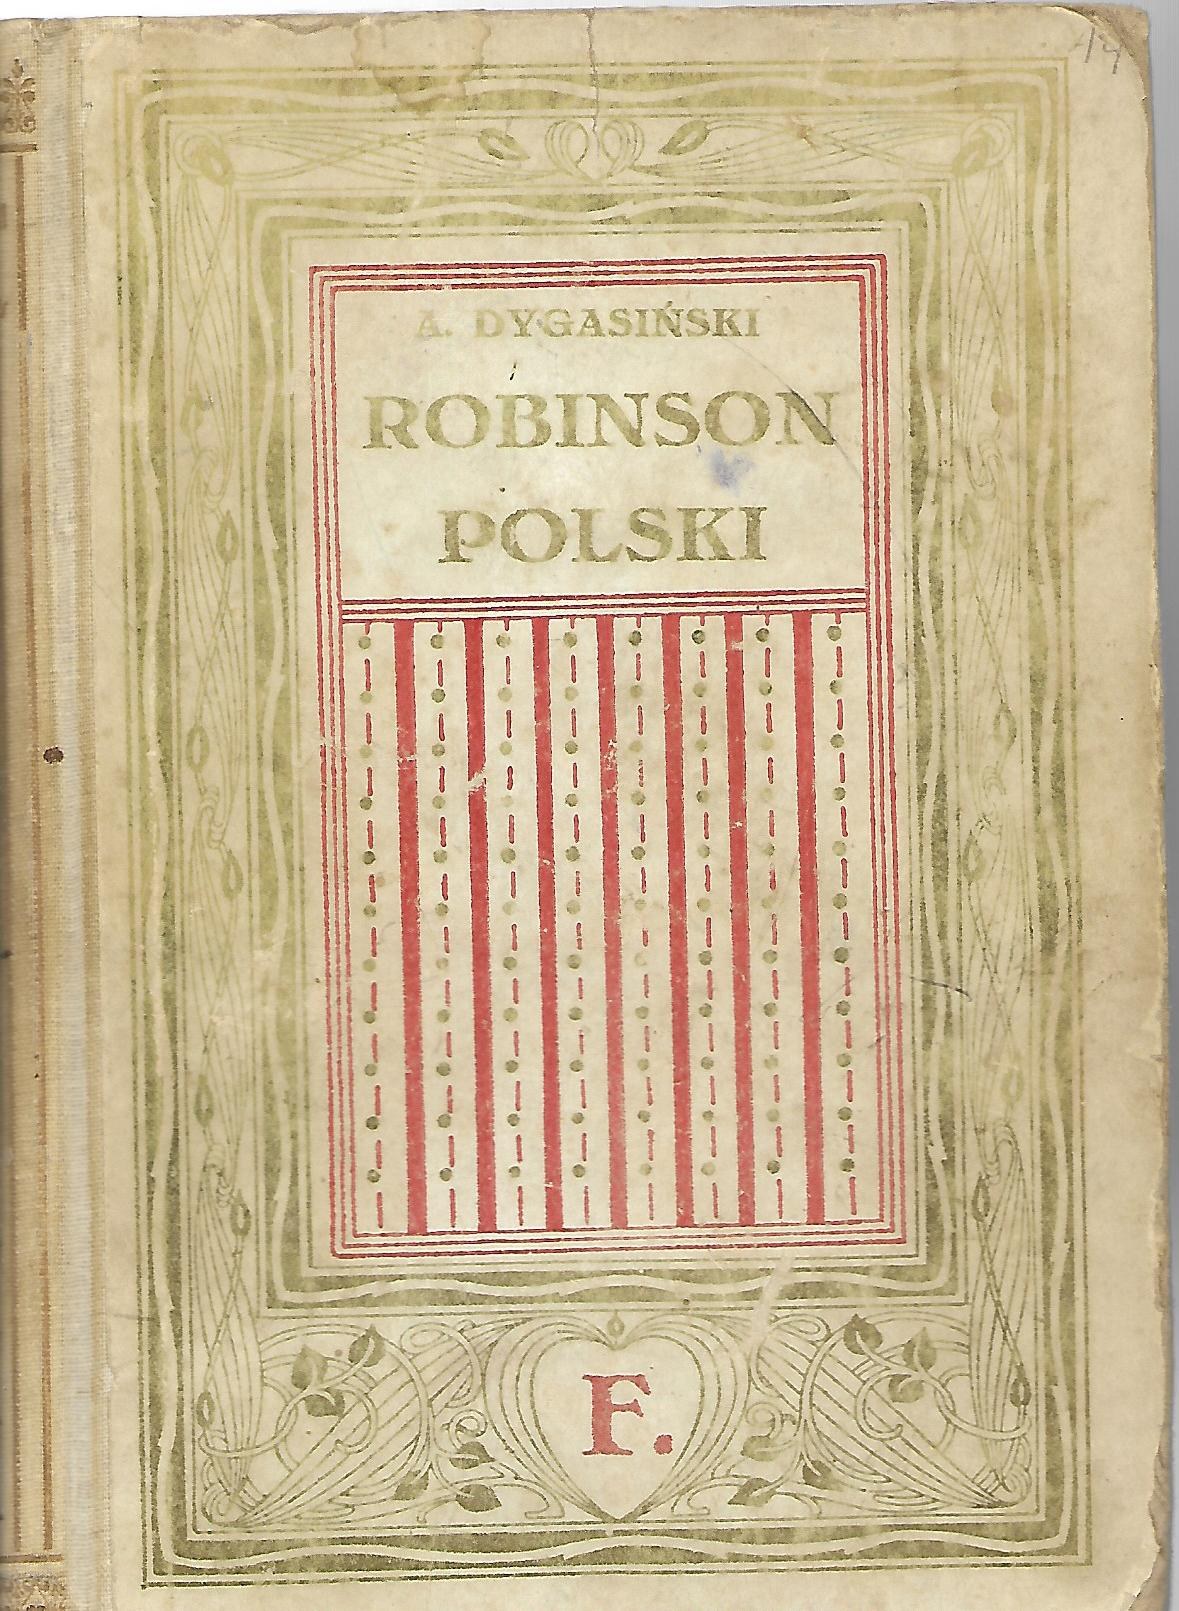 A. DYGASIŃSKI
ROBINSON
POLSKI
F.